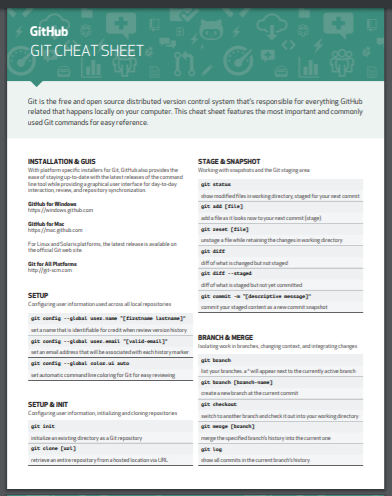 GitHub
GIT CHEAT SHEET
Git is the free and open source distributed version control system that's responsible for everything GitHub
related that happens locally on your computer. This cheat sheet features the most important and commonly
used Git commands for easy reference.
INSTALLATION & GUIS
With platform specific installers for Git, GitHub also provides the
ease of staying up-to-date with the latest releases of the command
line tool while providing a graphical user interface for day-to-day
interaction, review, and repository synchronization.
GitHub for Windows
https://windows.github.com
GitHub for Mac
https://mac.github.com
For Linux and Solaris platforms, the latest release is available on
the official Git web site.
Git for All Platforms
http://git-scm.com
SETUP
Configuring user information used across all local repositories
git config --global user.name "[firstname lastname]"
set a name that is identifiable for credit when review version history
git config --global user.email "[valid-email]"
set an email address that will be associated with each history marker
git config --global color.ui auto
set automatic command line coloring for Git for easy reviewing
SETUP & INIT
Configuring user information, initializing and cloning repositories
git init
initialize an existing directory as a Git repository
git clone [url]
retrieve an entire repository from a hosted location via URL
STAGE & SNAPSHOT
Working with snapshots and the Git staging area
git status
show modified files in working directory, staged for your next commit
git add [file]
add a file as it looks now to your next commit (stage)
git reset [file]
unstage a file while retaining the changes in working directory
git diff
diff of what is changed but not staged
git diff --staged
diff of what is staged but not yet committed
git commit -m "[descriptive message]"
commit your staged content as a new commit snapshot
BRANCH & MERGE
Isolating work in branches, changing context, and integrating changes
git branch
list your branches. a * will appear next to the currently active branch
git branch [branch-name]
create a new branch at the current commit
git checkout
switch to another branch and check it out into your working directory
git merge [branch]
merge the specified branch's history into the current one
git log
show all commits in the current branch's history